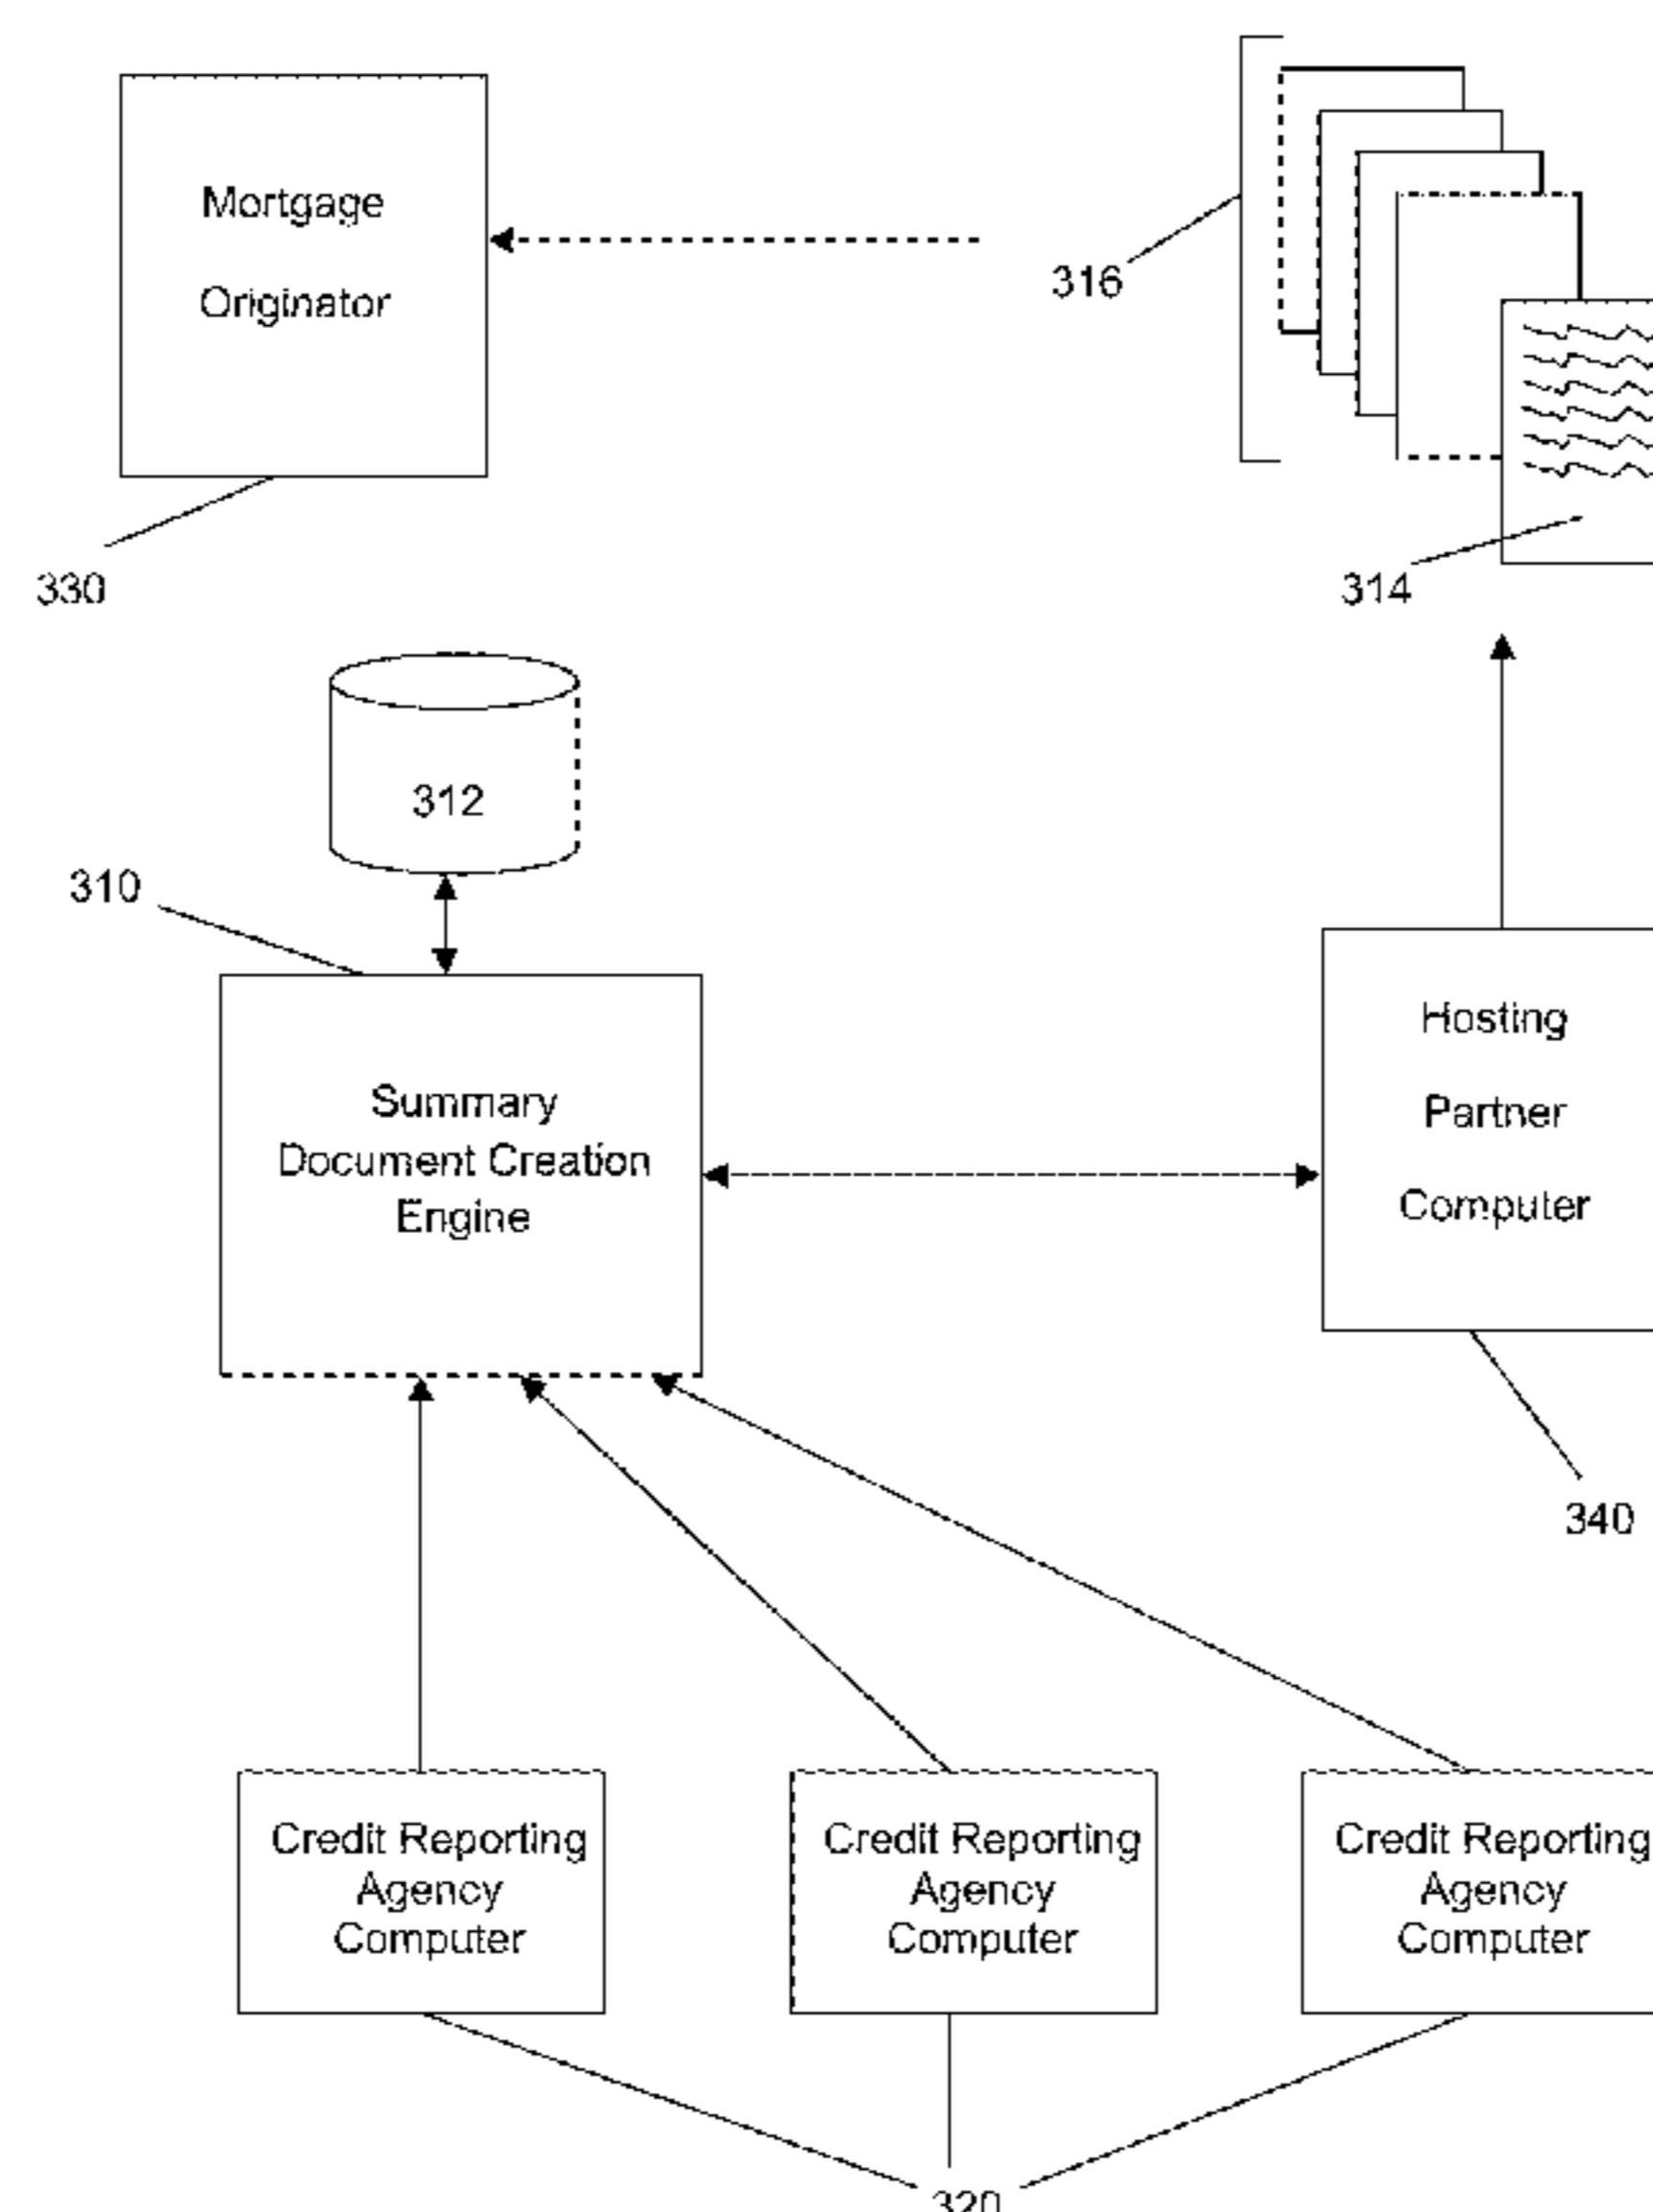 Mortgage
Originator
316
330
314
312
310
Summary
Document Creation
Engine
Hosting
Partner
Computer
340
Credit Reporting
Agency
Computer
Credit Reporting
Agency
Computer
Credit Reporting
Agency
Computer
320